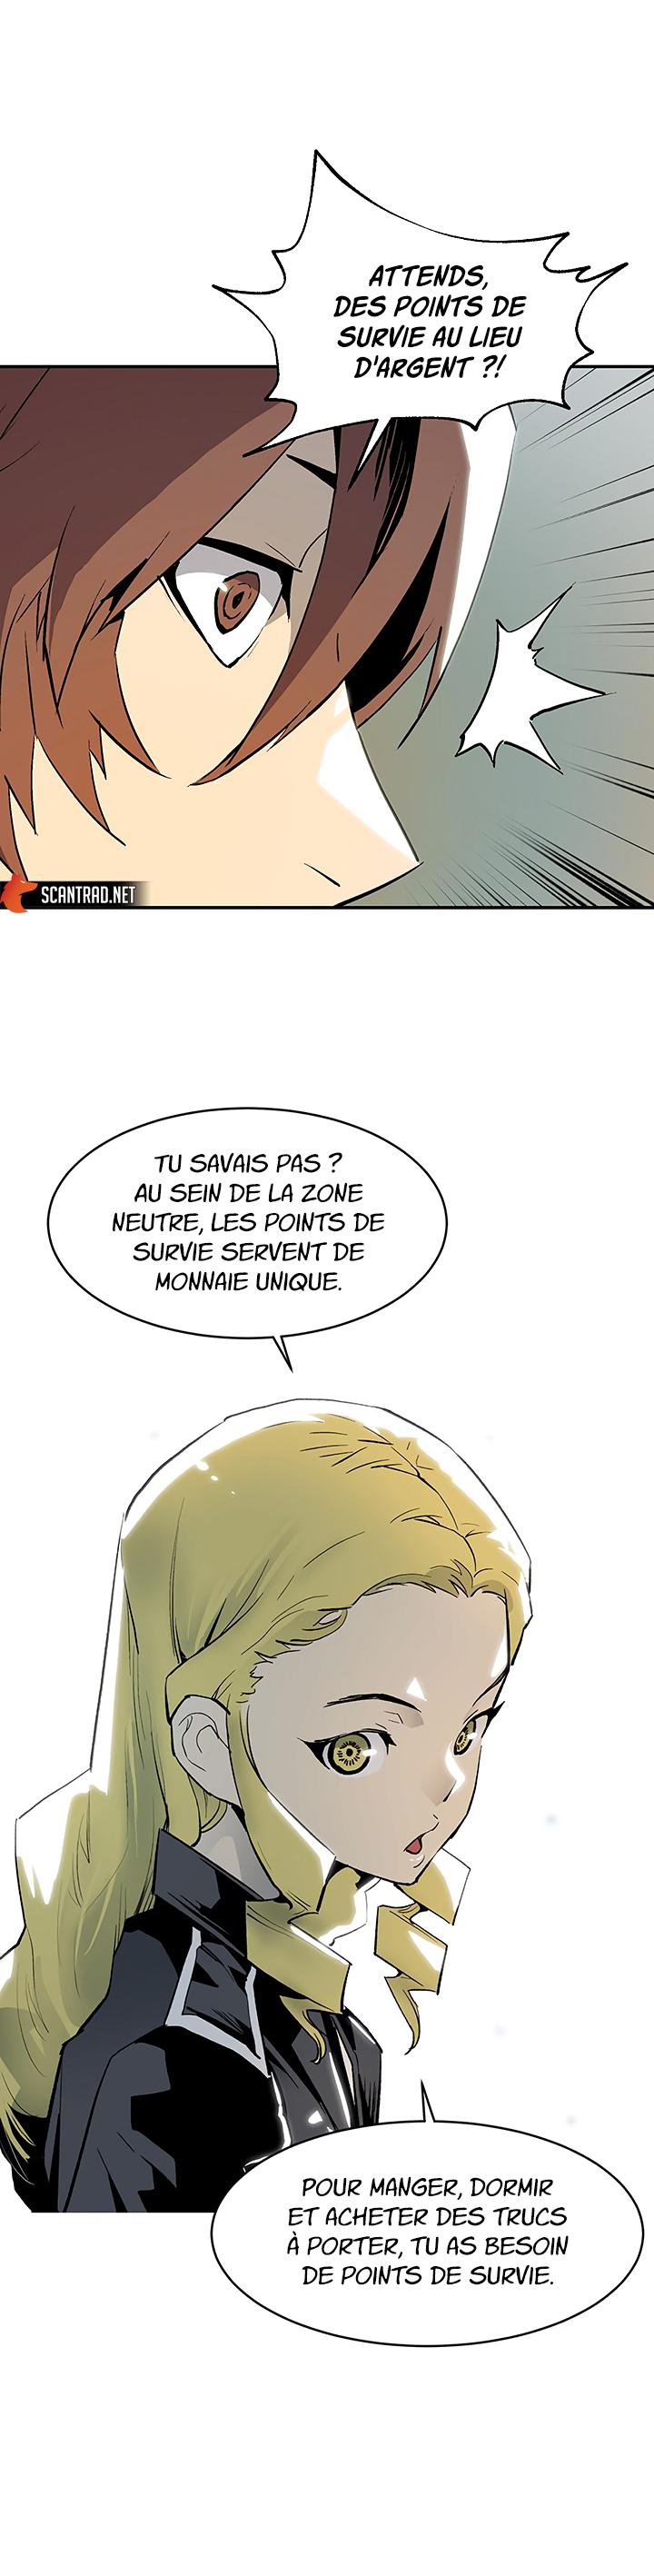 ATTENDS,
DES POINTS DE
SURVIE AU LIEU
D'ARGENT ?!
SCANTRAD.NET
TU SAVAIS PAS ?
AU SEIN DE LA ZONE
NEUTRE, LES POINTS DE
SURVIE SERVENT DE
MONNAIE UNIQUE.
POUR MANGER, DORMIR
ET ACHETER DES TRUCS
À PORTER, TU AS BESOIN
DE POINTS DE SURVIE.